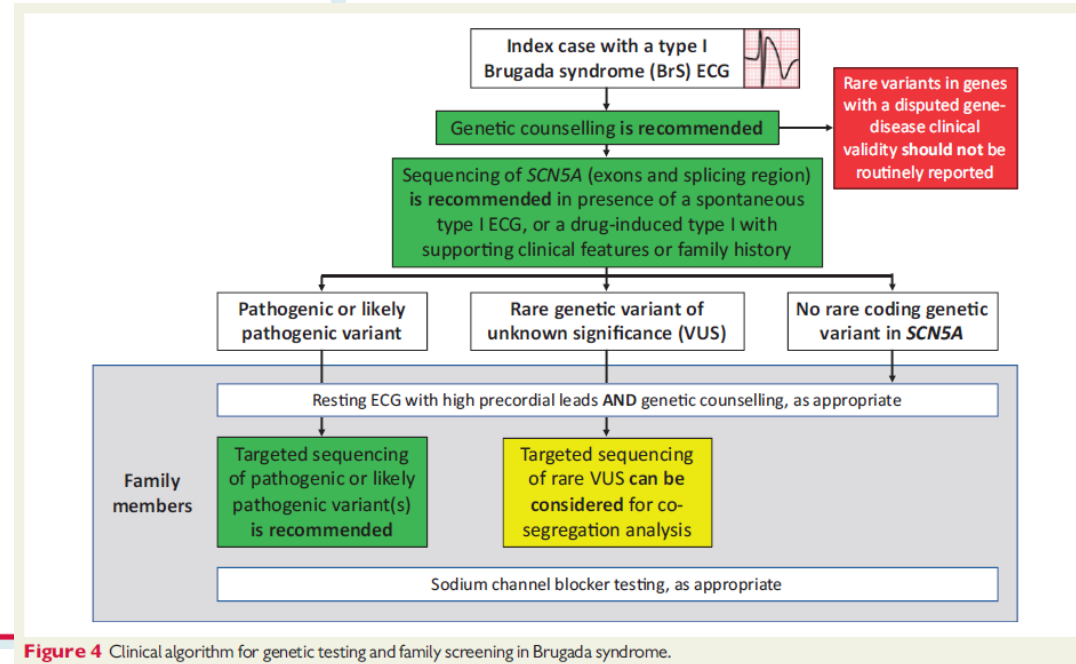 Index case with a type I
Brugada syndrome (BrS) ECG
Rare variants in genes
with a disputed gene-
disease clinical
validity should not be
routinely reported
Genetic counselling is recommended
Sequencing of SCN5A (exons and splicing region)
is recommended in presence of a spontaneous
type I ECG, or a drug-induced type I with
supporting clinical features or family history
Pathogenic or likely
pathogenic variant
Rare genetic variant of
unknown significance (VUS)
No rare coding genetic
variant in SCN5A
Resting ECG with high precordial leads AND genetic counselling, as appropriate
Family
members
Targeted sequencing
of pathogenic or likely
pathogenic variant(s)
is recommended
Targeted sequencing
of rare VUS can be
considered for co-
segregation analysis
Sodium channel blocker testing, as appropriate
Figure 4 Clinical algorithm for genetic testing and family screening in Brugada syndrome.